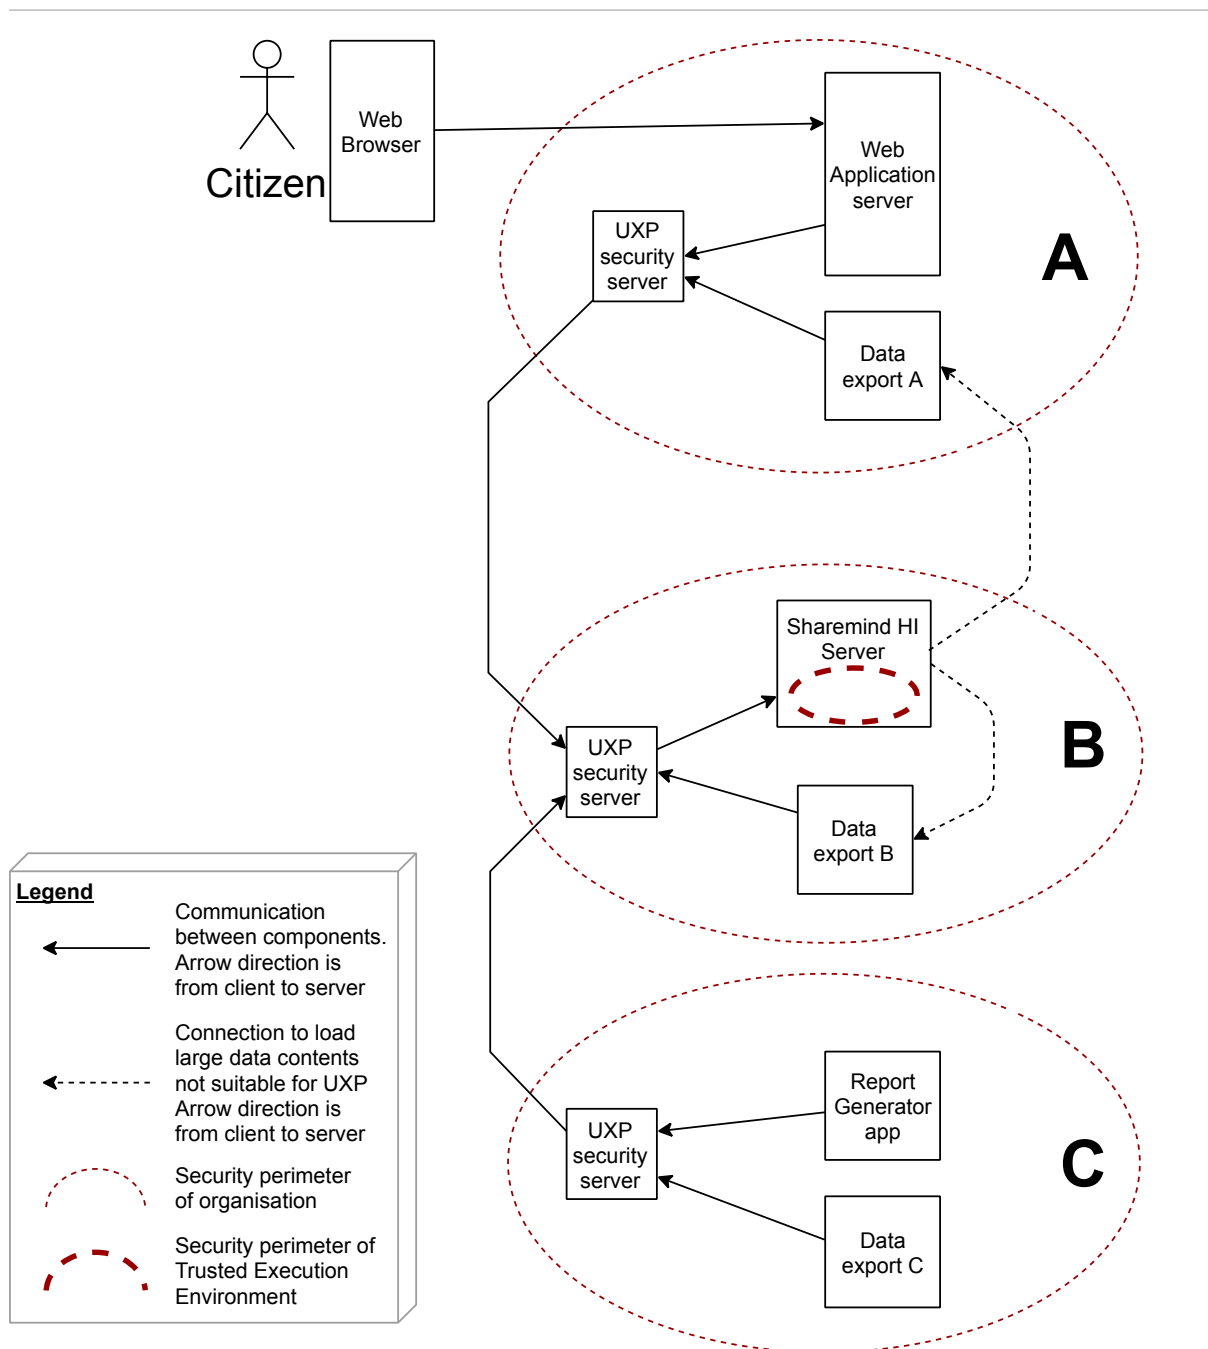 Citizen
Web
Browser
Web
Application
server
UXP
security
server
A
Data
export A
Sharemind HI
Server
UXP
security
server
B
Data
export B
Legend
Communication
between components.
Arrow direction is
from client to server
Connection to load
large data contents
not suitable for UXP
Arrow direction is
from client to server
Security perimeter
of organisation
Security perimeter of
Trusted Execution
Environment
Report
Generator
app
UXP
security
server
C
Data
export C